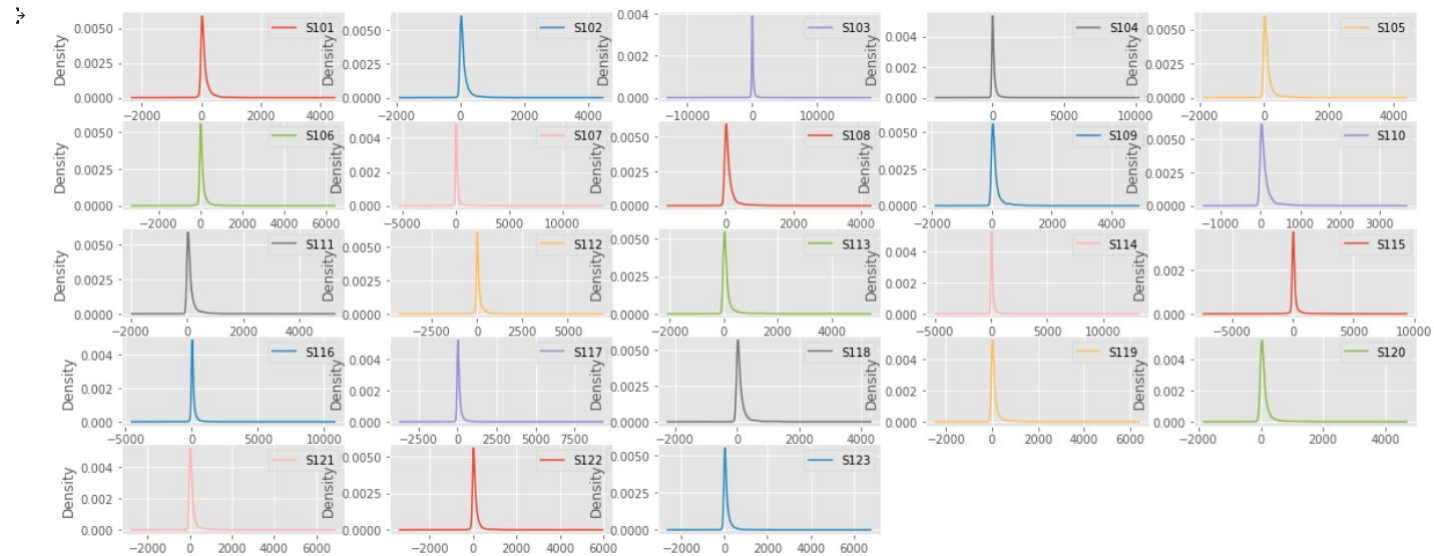 S101 S102 S103 S104 S105
Density 0.0050 0.0025 0.0000 0.0050 0.0025 0.0000 0.004 Density 0.002 0.000 0.004 Density 0.002 0.000 0.0050 Density 0.0025 0.0000
−2000 0 2000 4000 −2000 0 2000 4000 −10000 0 10000 0 5000 10000 −2000 0 2000 4000
S106 S107 S108 S109 S110
Density 0.0050 0.0025 0.0000 0.004 Density 0.002 0.000 0.0050 Density 0.0025 0.0000 0.0050 Density 0.0025 0.0000 0.0050 Density 0.0025 0.0000
−2000 0 2000 4000 6000 −5000 0 5000 10000 0 2000 4000 −2000 0 2000 4000 −1000 0 1000 2000 3000
S111 S112 S113 S114 S115
Density 0.0050 0.0025 0.0000 0.0050 Density 0.0025 0.0000 0.004 Density 0.002 0.000 0.004 Density 0.002 0.000 Density 0.002 0.000
−2000 0 2000 4000 −2500 0 2500 5000 −2000 0 2000 4000 −5000 0 5000 10000 −5000 0 5000 10000
S116 S117 S118 S119 S120
Density 0.004 0.002 0.000 0.004 Density 0.002 0.000 0.0050 Density 0.0025 0.0000 0.004 Density 0.002 0.000 0.004 Density 0.002 0.000
−5000 0 5000 10000 −2500 0 2500 5000 7500 −2000 0 2000 4000 −2000 0 2000 4000 6000 −2000 0 2000 4000
S121 S122 S123
Density 0.004 0.002 0.000 0.0050 Density 0.0025 0.0000 0.0050 Density 0.0025 0.0000
−2000 0 2000 4000 6000 −2000 0 2000 4000 6000 −2000 0 2000 4000 6000